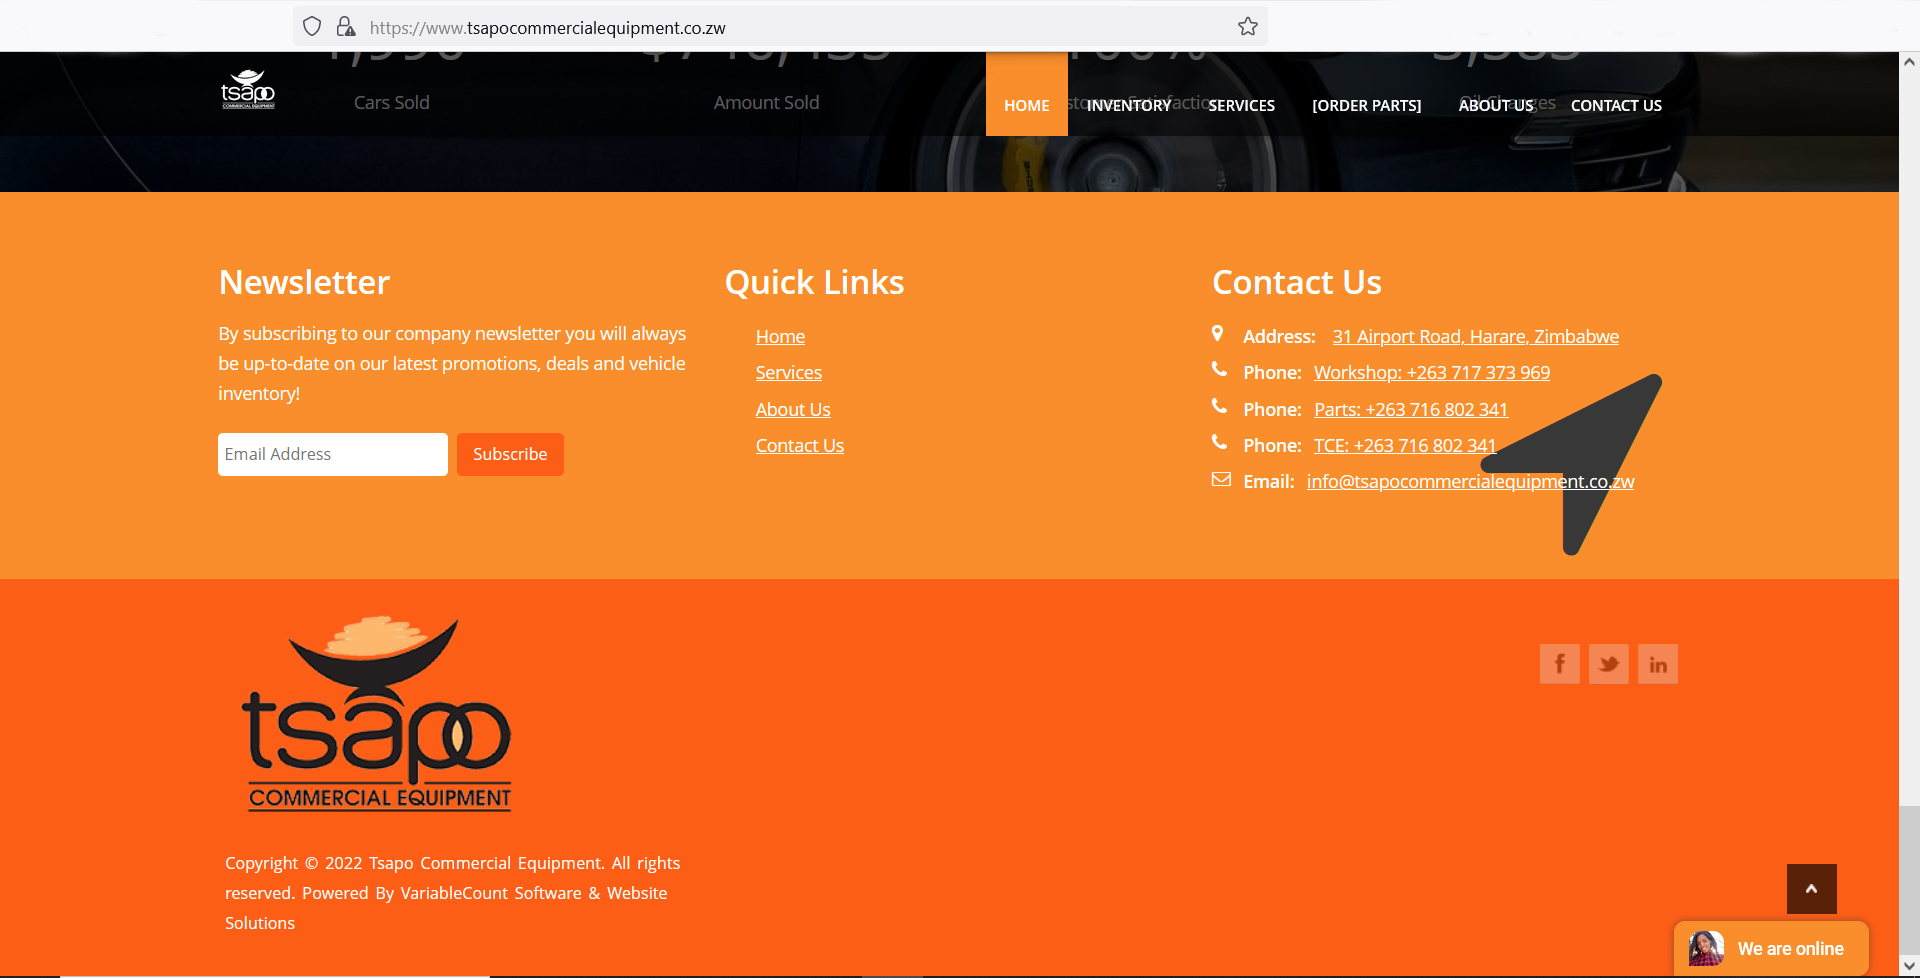 https://www.tsapocommercialequipment.co.zw
tsapo
COMMERCIAL EQUIPMENT
Cars Sold
Amount Sold
HOME
INVENTORY
SERVICES
[ORDER PARTS]
ABOUT US
CONTACT US
Newsletter
By subscribing to our company newsletter you will always
be up-to-date on our latest promotions, deals and vehicle
inventory!
Email Address
Subscribe
Quick Links
Home
Services
About Us
Contact Us
Contact Us
Address: 31 Airport Road, Harare, Zimbabwe
Phone: Workshop: +263 717 373 969
Phone: Parts: +263 716 802 341
Phone: TCE: +263 716 802 341
Email: info@tsapocommercialequipment.co.zw
tsapo
COMMERCIAL EQUIPMENT
f
in
Copyright © 2022 Tsapo Commercial Equipment. All rights
reserved. Powered By VariableCount Software & Website
Solutions
We are online